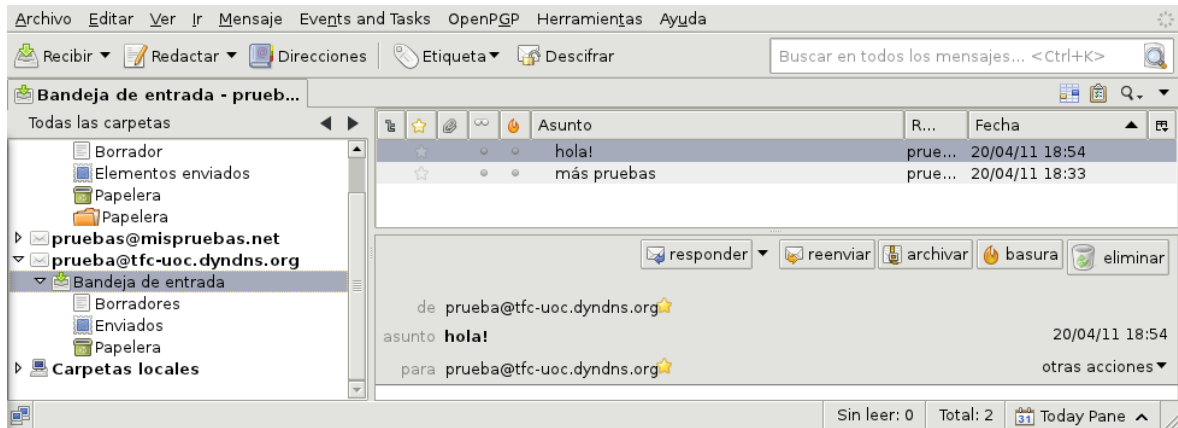 Archivo Editar Ver Ir Mensaje Events and Tasks OpenPGP Herramientas Ayuda
Recibir Redactar Direcciones Etiqueta Descifrar Buscar en todos los mensajes... <Ctrl+K>
Bandeja de entrada - prueb...
Todas las carpetas
Borrador
Elementos enviados
Papelera
Papelera
pruebas@mispruebas.net
prueba@tfc-uoc.dyndns.org
Bandeja de entrada
Borradores
Enviados
Papelera
Carpetas locales
Asunto R... Fecha
hola! prue... 20/04/11 18:54
más pruebas prue... 20/04/11 18:33
responder reenviar archivar basura eliminar
de prueba@tfc-uoc.dyndns.org
asunto hola! 20/04/11 18:54
para prueba@tfc-uoc.dyndns.org otras acciones
Sin leer: 0 Total: 2 31 Today Pane